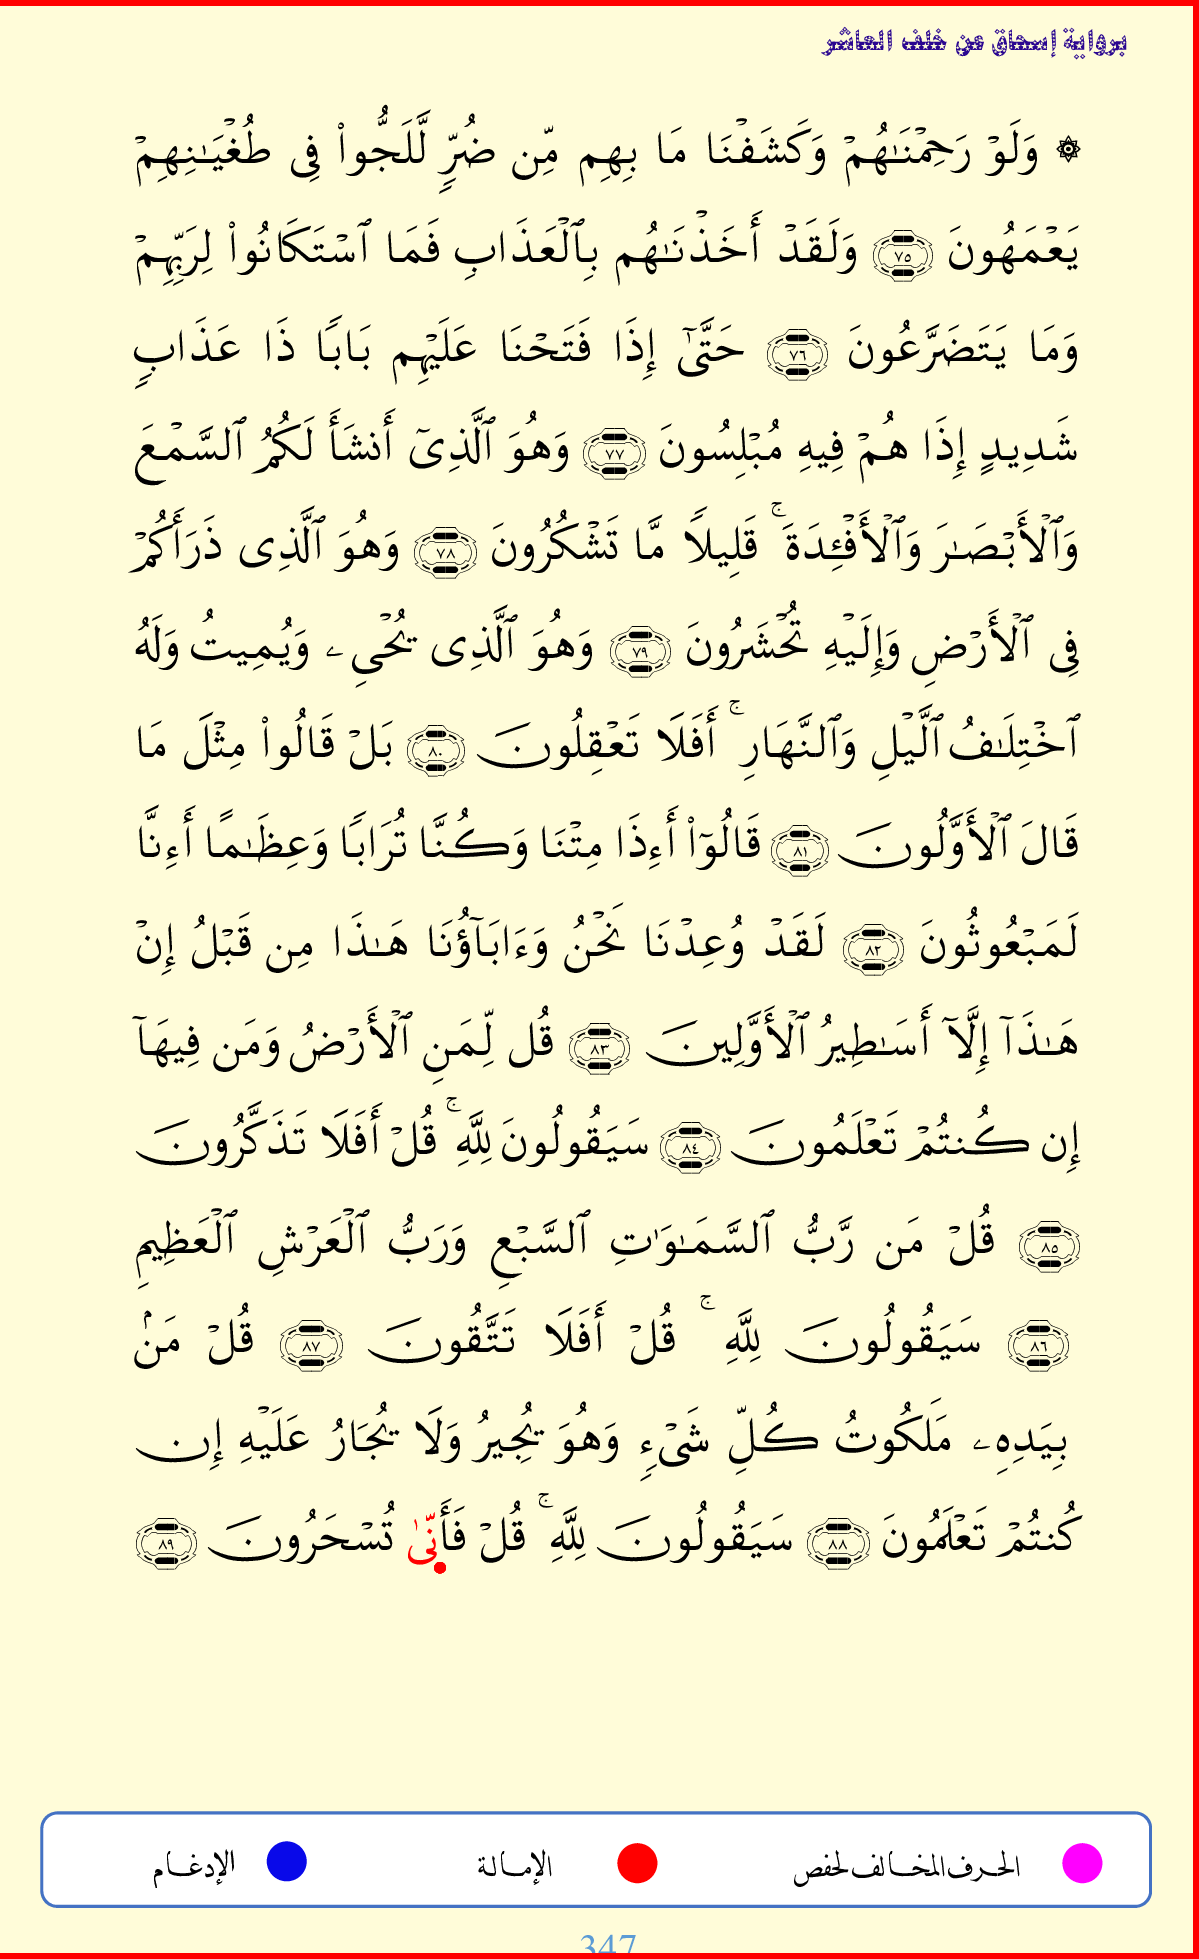 برواية إسحاق عن خلف العاشر
۞ وَلَوۡ رَحِمۡنَٰهُمۡ وَكَشَفۡنَا مَا بِهِم مِّن ضُرّٖ لَّلَجُّواْ فِي طُغۡيَٰنِهِمۡ
يَعۡمَهُونَ ٧٥ وَلَقَدۡ أَخَذۡنَٰهُم بِٱلۡعَذَابِ فَمَا ٱسۡتَكَانُواْ لِرَبِّهِمۡ
وَمَا يَتَضَرَّعُونَ ٧٦ حَتَّىٰٓ إِذَا فَتَحۡنَا عَلَيۡهِم بَابٗا ذَا عَذَابٖ
شَدِيدٍ إِذَا هُمۡ فِيهِ مُبۡلِسُونَ ٧٧ وَهُوَ ٱلَّذِيٓ أَنشَأَ لَكُمُ ٱلسَّمۡعَ
وَٱلۡأَبۡصَٰرَ وَٱلۡأَفۡـِٔدَةَۚ قَلِيلٗا مَّا تَشۡكُرُونَ ٧٨ وَهُوَ ٱلَّذِي ذَرَأَكُمۡ
فِي ٱلۡأَرۡضِ وَإِلَيۡهِ تُحۡشَرُونَ ٧٩ وَهُوَ ٱلَّذِي يُحۡيِۦ وَيُمِيتُ وَلَهُ
ٱخۡتِلَٰفُ ٱلَّيۡلِ وَٱلنَّهَارِۚ أَفَلَا تَعۡقِلُونَ ٨٠ بَلۡ قَالُواْ مِثۡلَ مَا
قَالَ ٱلۡأَوَّلُونَ ٨١ قَالُوٓاْ أَءِذَا مِتۡنَا وَكُنَّا تُرَابٗا وَعِظَٰمًا أَءِنَّا
لَمَبۡعُوثُونَ ٨٢ لَقَدۡ وُعِدۡنَا نَحۡنُ وَءَابَآؤُنَا هَٰذَا مِن قَبۡلُ إِنۡ
هَٰذَآ إِلَّآ أَسَٰطِيرُ ٱلۡأَوَّلِينَ ٨٣ قُل لِّمَنِ ٱلۡأَرۡضُ وَمَن فِيهَآ
إِن كُنتُمۡ تَعۡلَمُونَ ٨٤ سَيَقُولُونَ لِلَّهِۚ قُلۡ أَفَلَا تَذَكَّرُونَ
٨٥ قُلۡ مَن رَّبُّ ٱلسَّمَٰوَٰتِ ٱلسَّبۡعِ وَرَبُّ ٱلۡعَرۡشِ ٱلۡعَظِيمِ
٨٦ سَيَقُولُونَ لِلَّهِۚ قُلۡ أَفَلَا تَتَّقُونَ ٨٧ قُلۡ مَنۢ
بِيَدِهِۦ مَلَكُوتُ كُلِّ شَيۡءٖ وَهُوَ يُجِيرُ وَلَا يُجَارُ عَلَيۡهِ إِن
كُنتُمۡ تَعۡلَمُونَ ٨٨ سَيَقُولُونَ لِلَّهِۚ قُلۡ فَأَنّٜىٰ تُسۡحَرُونَ ٨٩
الحرف المخالف لحفص الإمالة الإدغام
347